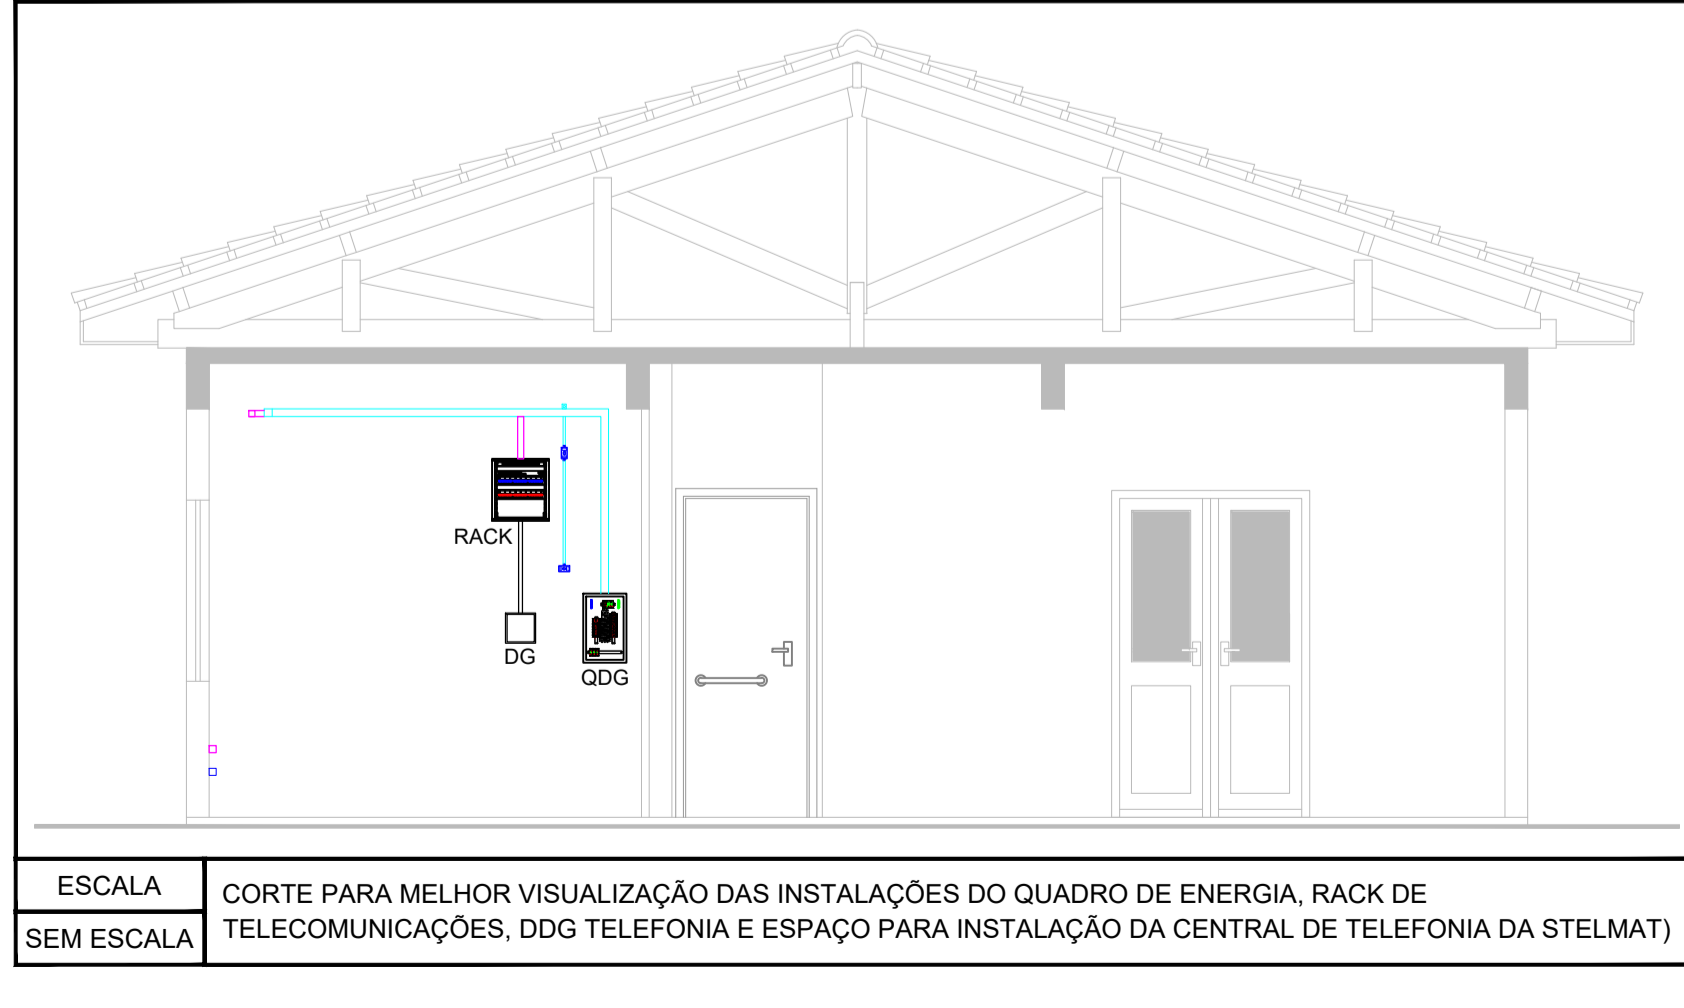 RACK
DG
QDG
ESCALA
SEM ESCALA
CORTE PARA MELHOR VISUALIZAÇÃO DAS INSTALAÇÕES DO QUADRO DE ENERGIA, RACK DE
TELECOMUNICAÇÕES, DDG TELEFONIA E ESPAÇO PARA INSTALAÇÃO DA CENTRAL DE TELEFONIA DA STELMAT)